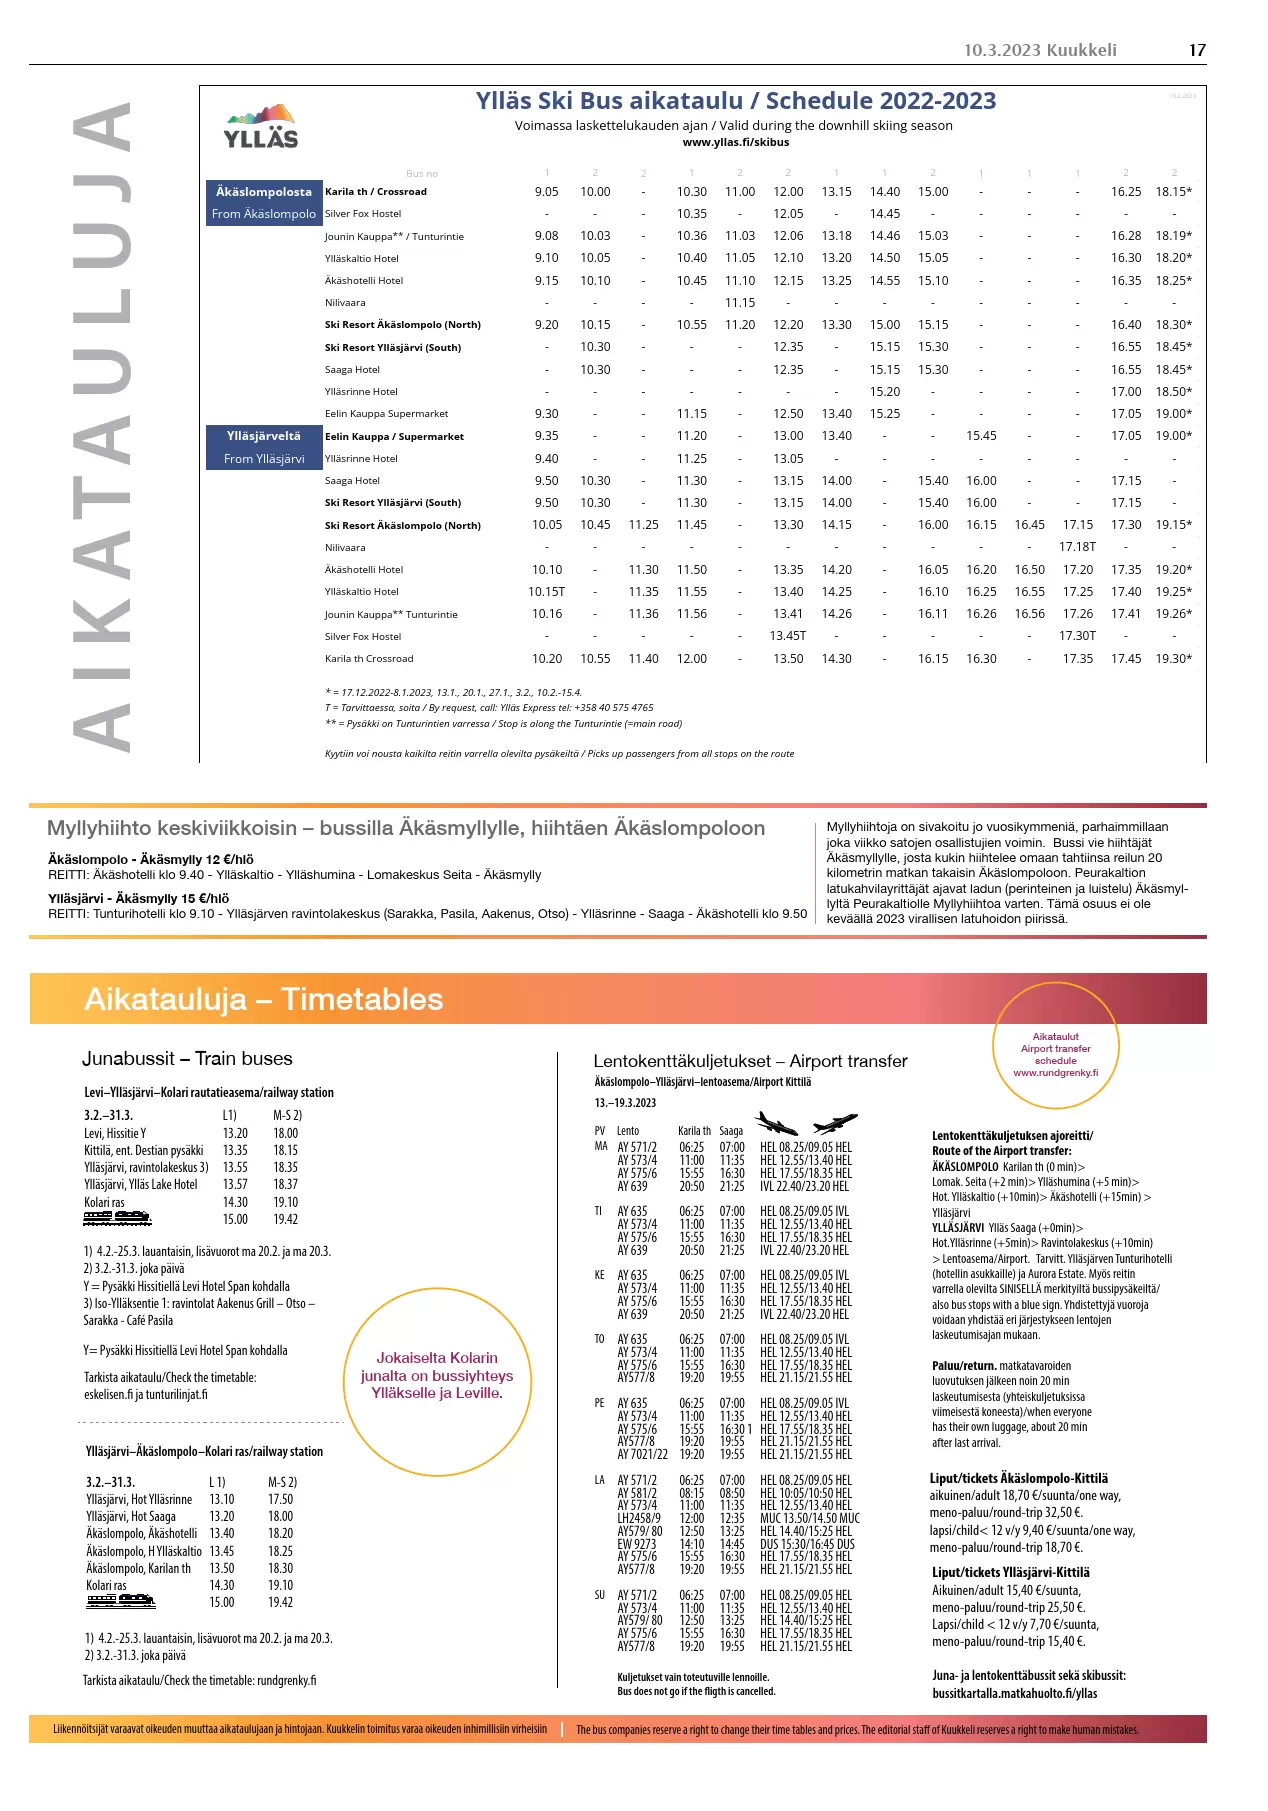 10.3.2023 Kuukkeli 17
AIKATAULUJA
YLLÄS
Ylläs Ski Bus aikataulu / Schedule 2022-2023
15.2.2023
Voimassa laskettelukauden ajan / Valid during the downhill skiing season
www.yllas.fi/skibus
Bus no 1 2 2 1 2 2 1 1 2 1 1 1 2 2
Äkäslompolosta Karila th / Crossroad 9.05 10.00 - 10.30 11.00 12.00 13.15 14.40 15.00 - - - 16.25 18.15*
From Äkäslompolo Silver Fox Hostel - - - 10.35 - 12.05 - 14.45 - - - - - -
Jounin Kauppa** / Tunturintie 9.08 10.03 - 10.36 11.03 12.06 13.18 14.46 15.03 - - - 16.28 18.19*
Ylläskaltio Hotel 9.10 10.05 - 10.40 11.05 12.10 13.20 14.50 15.05 - - - 16.30 18.20*
Äkäshotelli Hotel 9.15 10.10 - 10.45 11.10 12.15 13.25 14.55 15.10 - - - 16.35 18.25*
Nilivaara - - - - 11.15 - - - - - - - - -
Ski Resort Äkäslompolo (North) 9.20 10.15 - 10.55 11.20 12.20 13.30 15.00 15.15 - - - 16.40 18.30*
Ski Resort Ylläsjärvi (South) - 10.30 - - - 12.35 - 15.15 15.30 - - - 16.55 18.45*
Saaga Hotel - 10.30 - - - 12.35 - 15.15 15.30 - - - 16.55 18.45*
Ylläsrinne Hotel - - - - - - - 15.20 - - - - 17.00 18.50*
Eelin Kauppa Supermarket 9.30 - - 11.15 - 12.50 13.40 15.25 - - - - 17.05 19.00*
Ylläsjärveltä Eelin Kauppa / Supermarket 9.35 - - 11.20 - 13.00 13.40 - - 15.45 - - 17.05 19.00*
From Ylläsjärvi Ylläsrinne Hotel 9.40 - - 11.25 - 13.05 - - - - - - - -
Saaga Hotel 9.50 10.30 - 11.30 - 13.15 14.00 - 15.40 16.00 - - 17.15 -
Ski Resort Ylläsjärvi (South) 9.50 10.30 - 11.30 - 13.15 14.00 - 15.40 16.00 - - 17.15 -
Ski Resort Äkäslompolo (North) 10.05 10.45 11.25 11.45 - 13.30 14.15 - 16.00 16.15 16.45 17.15 17.30 19.15*
Nilivaara - - - - - - - - - - - 17.18T - -
Äkäshotelli Hotel 10.10 - 11.30 11.50 - 13.35 14.20 - 16.05 16.20 16.50 17.20 17.35 19.20*
Ylläskaltio Hotel 10.15T - 11.35 11.55 - 13.40 14.25 - 16.10 16.25 16.55 17.25 17.40 19.25*
Jounin Kauppa** Tunturintie 10.16 - 11.36 11.56 - 13.41 14.26 - 16.11 16.26 16.56 17.26 17.41 19.26*
Silver Fox Hostel - - - - - 13.45T - - - - - 17.30T - -
Karila th Crossroad 10.20 10.55 11.40 12.00 - 13.50 14.30 - 16.15 16.30 - 17.35 17.45 19.30*
* = 17.12.2022-8.1.2023, 13.1., 20.1., 27.1., 3.2., 10.2.-15.4.
T = Tarvittaessa, soita / By request, call: Ylläs Express tel: +358 40 575 4765
** = Pysäkki on Tunturintien varressa / Stop is along the Tunturintie (=main road)
Kyytiin voi nousta kaikilta reitin varrella olevilta pysäkeiltä / Picks up passengers from all stops on the route
Myllyhiihto keskiviikkoisin – bussilla Äkäsmyllylle, hiihtäen Äkäslompoloon
Äkäslompolo - Äkäsmylly 12 €/hlö
REITTI: Äkäshotelli klo 9.40 - Ylläskaltio - Ylläshumina - Lomakeskus Seita - Äkäsmylly
Ylläsjärvi - Äkäsmylly 15 €/hlö
REITTI: Tunturihotelli klo 9.10 - Ylläsjärven ravintolakeskus (Sarakka, Pasila, Aakenus, Otso) - Ylläsrinne - Saaga - Äkäshotelli klo 9.50
Myllyhiihtoja on sivakoitu jo vuosikymmeniä, parhaimmillaan
joka viikko satojen osallistujien voimin. Bussi vie hiihtäjät
Äkäsmyllylle, josta kukin hiihtelee omaan tahtiinsa reilun 20
kilometrin matkan takaisin Äkäslompoloon. Peurakaltion
latukahvilayrittäjät ajavat ladun (perinteinen ja luistelu) Äkäsmyl-
lyltä Peurakaltiolle Myllyhiihtoa varten. Tämä osuus ei ole
keväällä 2023 virallisen latuhoidon piirissä.
Aikatauluja – Timetables
Junabussit – Train buses
Levi–Ylläsjärvi–Kolari rautatieasema/railway station
3.2.–31.3. L1) M-S 2)
Levi, Hissitie Y 13.20 18.00
Kittilä, ent. Destian pysäkki 13.35 18.15
Ylläsjärvi, ravintolakeskus 3) 13.55 18.35
Ylläsjärvi, Ylläs Lake Hotel 13.57 18.37
Kolari ras 14.30 19.10
15.00 19.42
1) 4.2.-25.3. lauantaisin, lisävuorot ma 20.2. ja ma 20.3.
2) 3.2.-31.3. joka päivä
Y = Pysäkki Hissitiellä Levi Hotel Span kohdalla
3) Iso-Ylläksentie 1: ravintolat Aakenus Grill – Otso –
Sarakka - Café Pasila
Y= Pysäkki Hissitiellä Levi Hotel Span kohdalla
Tarkista aikataulu/Check the timetable:
eskelisen.fi ja tunturilinjat.fi
Jokaiselta Kolarin
junalta on bussiyhteys
Ylläkselle ja Leville.
Ylläsjärvi–Äkäslompolo–Kolari ras/railway station
3.2.–31.3. L 1) M-S 2)
Ylläsjärvi, Hot Ylläsrinne 13.10 17.50
Ylläsjärvi, Hot Saaga 13.20 18.00
Äkäslompolo, Äkäshotelli 13.40 18.20
Äkäslompolo, H Ylläskaltio 13.45 18.25
Äkäslompolo, Karilan th 13.50 18.30
Kolari ras 14.30 19.10
15.00 19.42
1) 4.2.-25.3. lauantaisin, lisävuorot ma 20.2. ja ma 20.3.
2) 3.2.-31.3. joka päivä
Tarkista aikataulu/Check the timetable: rundgrenky.fi
Lentokenttäkuljetukset – Airport transfer
Äkäslompolo–Ylläsjärvi–lentoasema/Airport Kittilä
13.–19.3.2023
PV Lento Karila th Saaga
MA AY 571/2 06:25 07:00 HEL 08.25/09.05 HEL
AY 573/4 11:00 11:35 HEL 12.55/13.40 HEL
AY 575/6 15:55 16:30 HEL 17.55/18.35 HEL
AY 639 20:50 21:25 IVL 22.40/23.20 HEL
TI AY 635 06:25 07:00 HEL 08.25/09.05 IVL
AY 573/4 11:00 11:35 HEL 12.55/13.40 HEL
AY 575/6 15:55 16:30 HEL 17.55/18.35 HEL
AY 639 20:50 21:25 IVL 22.40/23.20 HEL
KE AY 635 06:25 07:00 HEL 08.25/09.05 IVL
AY 573/4 11:00 11:35 HEL 12.55/13.40 HEL
AY 575/6 15:55 16:30 HEL 17.55/18.35 HEL
AY 639 20:50 21:25 IVL 22.40/23.20 HEL
TO AY 635 06:25 07:00 HEL 08.25/09.05 IVL
AY 573/4 11:00 11:35 HEL 12.55/13.40 HEL
AY 575/6 15:55 16:30 HEL 17.55/18.35 HEL
AY577/8 19:20 19:55 HEL 21.15/21.55 HEL
PE AY 635 06:25 07:00 HEL 08.25/09.05 IVL
AY 573/4 11:00 11:35 HEL 12.55/13.40 HEL
AY 575/6 15:55 16:30 1 HEL 17.55/18.35 HEL
AY577/8 19:20 19:55 HEL 21.15/21.55 HEL
AY 7021/22 19:20 19:55 HEL 21.15/21.55 HEL
LA AY 571/2 06:25 07:00 HEL 08.25/09.05 HEL
AY 581/2 08:15 08:50 HEL 10:05/10:50 HEL
AY 573/4 11:00 11:35 HEL 12.55/13.40 HEL
LH2458/9 12:00 12:35 MUC 13.50/14.50 MUC
AY579/ 80 12:50 13:25 HEL 14.40/15:25 HEL
EW 9273 14:10 14:45 DUS 15:30/16:45 DUS
AY 575/6 15:55 16:30 HEL 17.55/18.35 HEL
AY577/8 19:20 19:55 HEL 21.15/21.55 HEL
SU AY 571/2 06:25 07:00 HEL 08.25/09.05 HEL
AY 573/4 11:00 11:35 HEL 12.55/13.40 HEL
AY579/ 80 12:50 13:25 HEL 14.40/15:25 HEL
AY 575/6 15:55 16:30 HEL 17.55/18.35 HEL
AY577/8 19:20 19:55 HEL 21.15/21.55 HEL
Kuljetukset vain toteutuville lennoille.
Bus does not go if the fligth is cancelled.
Aikataulut
Airport transfer
schedule
www.rundgrenky.fi
Lentokenttäkuljetuksen ajoreitti/
Route of the Airport transfer:
ÄKÄSLOMPOLO Karilan th (0 min)>
Lomak. Seita (+2 min)> Ylläshumina (+5 min)>
Hot. Ylläskaltio (+10min)> Äkäshotelli (+15min) >
Ylläsjärvi
YLLÄSJÄRVI Ylläs Saaga (+0min)>
Hot.Ylläsrinne (+5min)> Ravintolakeskus (+10min)
> Lentoasema/Airport. Tarvitt. Ylläsjärven Tunturihotelli
(hotellin asukkaille) ja Aurora Estate. Myös reitin
varrella olevilta SINISELLÄ merkityiltä bussipysäkeiltä/
also bus stops with a blue sign. Yhdistettyjä vuoroja
voidaan yhdistää eri järjestykseen lentojen
laskeutumisajan mukaan.
Paluu/return. matkatavaroiden
luovutuksen jälkeen noin 20 min
laskeutumisesta (yhteiskuljetuksissa
viimeisestä koneesta)/when everyone
has their own luggage, about 20 min
after last arrival.
Liput/tickets Äkäslompolo-Kittilä
aikuinen/adult 18,70 €/suunta/one way,
meno-paluu/round-trip 32,50 €.
lapsi/child< 12 v/y 9,40 €/suunta/one way,
meno-paluu/round-trip 18,70 €.
Liput/tickets Ylläsjärvi-Kittilä
Aikuinen/adult 15,40 €/suunta,
meno-paluu/round-trip 25,50 €.
Lapsi/child < 12 v/y 7,70 €/suunta,
meno-paluu/round-trip 15,40 €.
Juna- ja lentokenttäbussit sekä skibussit:
bussitkartalla.matkahuolto.fi/yllas
Liikennöitsijät varaavat oikeuden muuttaa aikataulujaan ja hintojaan. Kuukkelin toimitus varaa oikeuden inhimillisiin virheisiin
The bus companies reserve a right to change their time tables and prices. The editorial staff of Kuukkeli reserves a right to make human mistakes.